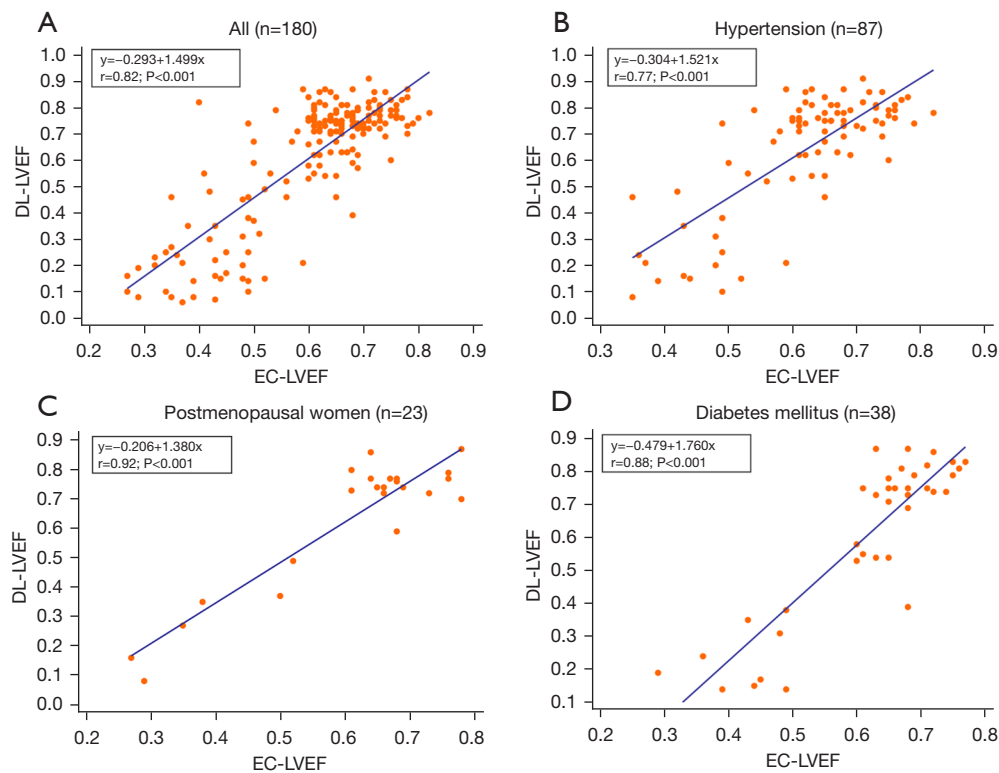 A
All (n=180)
y=−0.293+1.499x
r=0.82; P<0.001
1.0
0.9
0.8
0.7
0.6
0.5
0.4
0.3
0.2
0.1
0.0
DL-LVEF
0.2 0.3 0.4 0.5 0.6 0.7 0.8 0.9
EC-LVEF
B
Hypertension (n=87)
y=−0.304+1.521x
r=0.77; P<0.001
1.0
0.9
0.8
0.7
0.6
0.5
0.4
0.3
0.2
0.1
0.0
DL-LVEF
0.3 0.4 0.5 0.6 0.7 0.8 0.9
EC-LVEF
C
Postmenopausal women (n=23)
y=−0.206+1.380x
r=0.92; P<0.001
0.9
0.8
0.7
0.6
0.5
0.4
0.3
0.2
0.1
0.0
DL-LVEF
0.2 0.3 0.4 0.5 0.6 0.7 0.8
EC-LVEF
D
Diabetes mellitus (n=38)
y=−0.479+1.760x
r=0.88; P<0.001
0.9
0.8
0.7
0.6
0.5
0.4
0.3
0.2
0.1
DL-LVEF
0.2 0.3 0.4 0.5 0.6 0.7 0.8
EC-LVEF